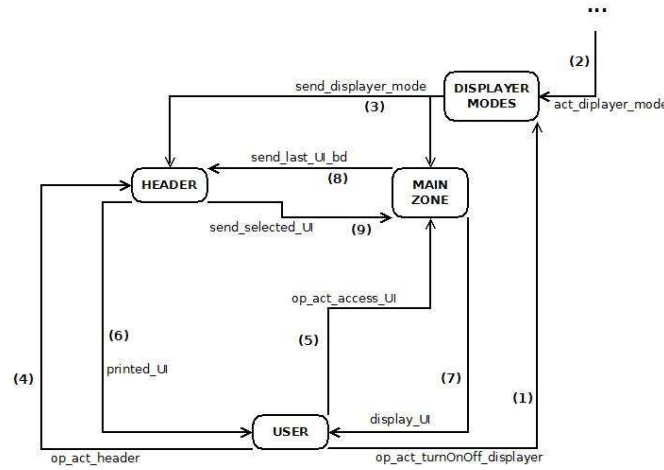 ...
(2)
send_displayer_mode
DISPLAYER
MODES
act_diplayer_mode
(3)
send_last_UI_bd
(8)
HEADER
MAIN
ZONE
send_selected_UI
(9)
op_act_access_UI
(6)
(5)
printed_UI
(4)
(7)
(1)
display_UI
USER
op_act_header
op_act_turnOnOff_displayer